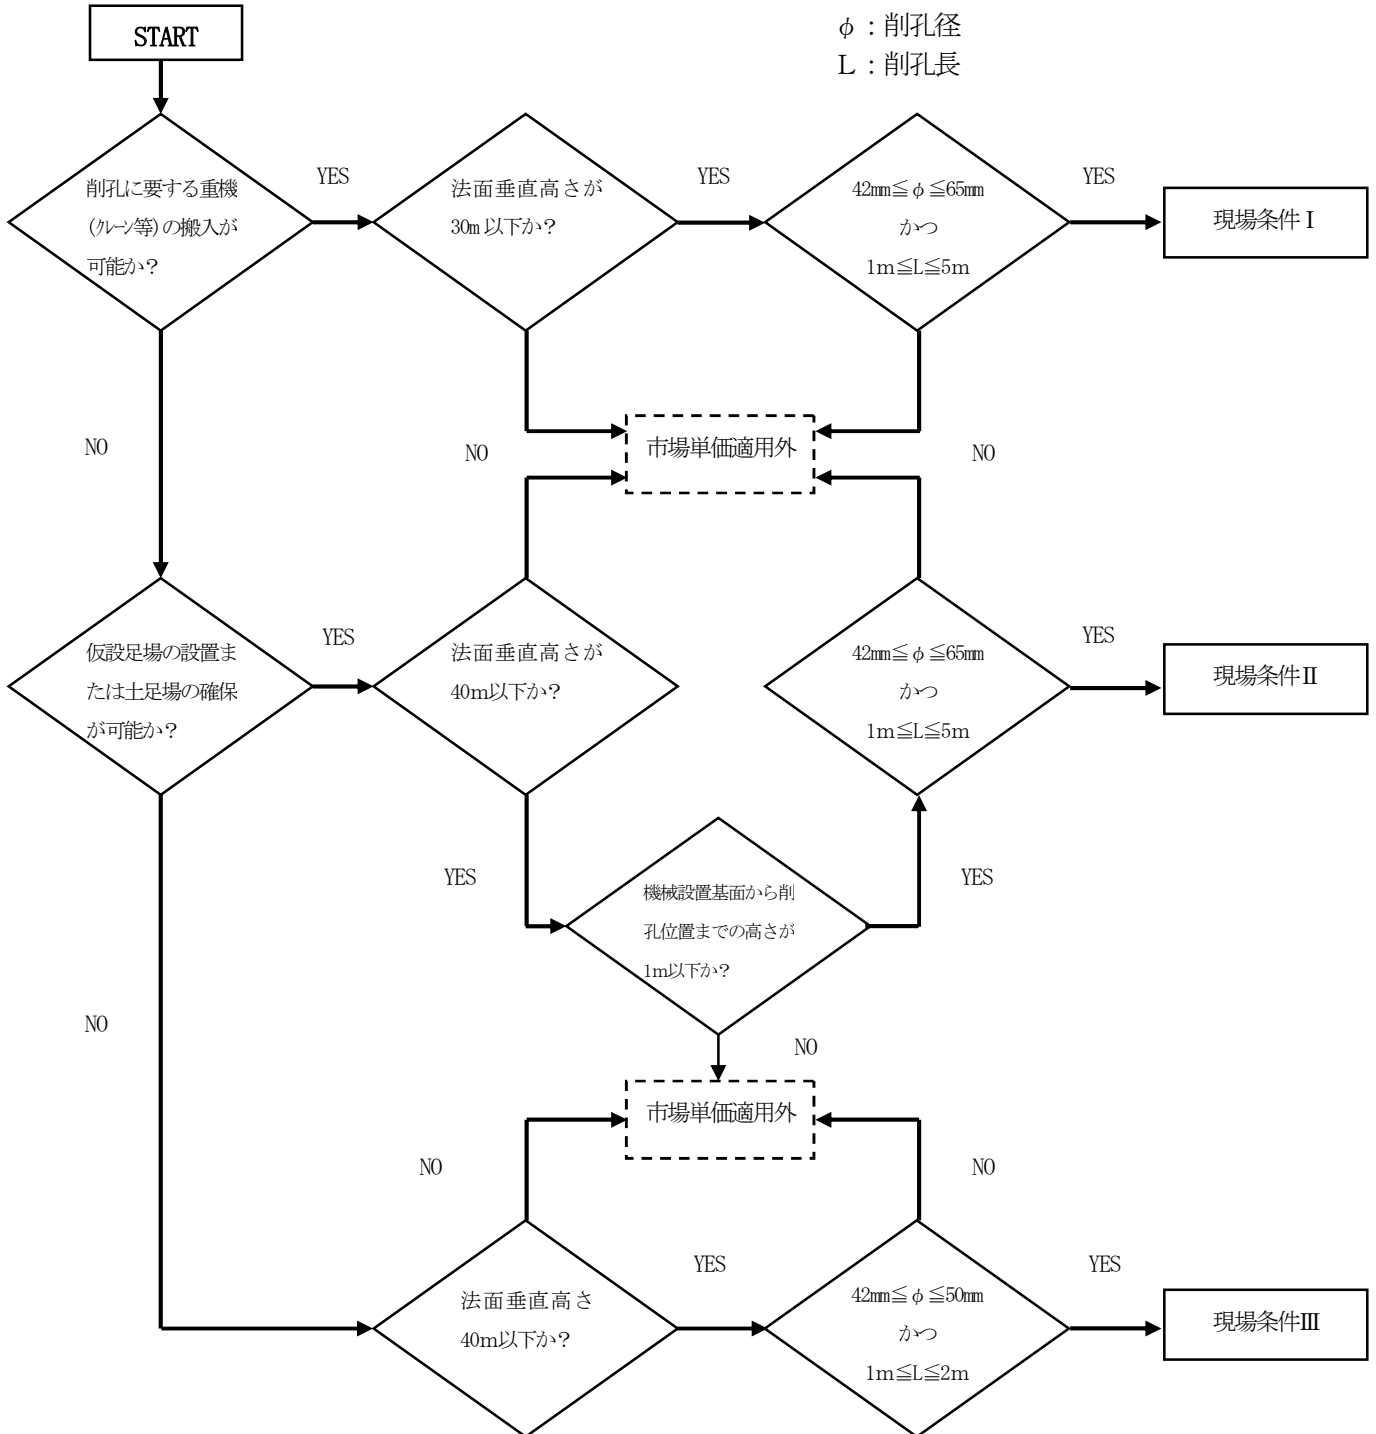 START
φ：削孔径
Ｌ：削孔長
削孔に要する重機
(ｸﾚｰﾝ等)の搬入が
可能か？
YES
法面垂直高さが
30m以下か？
YES
42mm≦φ≦65mm
かつ
1m≦L≦5m
YES
現場条件Ⅰ
NO
NO
市場単価適用外
NO
仮設足場の設置ま
たは土足場の確保
が可能か？
YES
法面垂直高さが
40m以下か？
42mm≦φ≦65mm
かつ
1m≦L≦5m
YES
現場条件Ⅱ
YES
機械設置基面から削
孔位置までの高さが
1m以下か？
YES
NO
NO
市場単価適用外
NO
NO
法面垂直高さ
40m以下か？
YES
42mm≦φ≦50mm
かつ
1m≦L≦2m
YES
現場条件Ⅲ